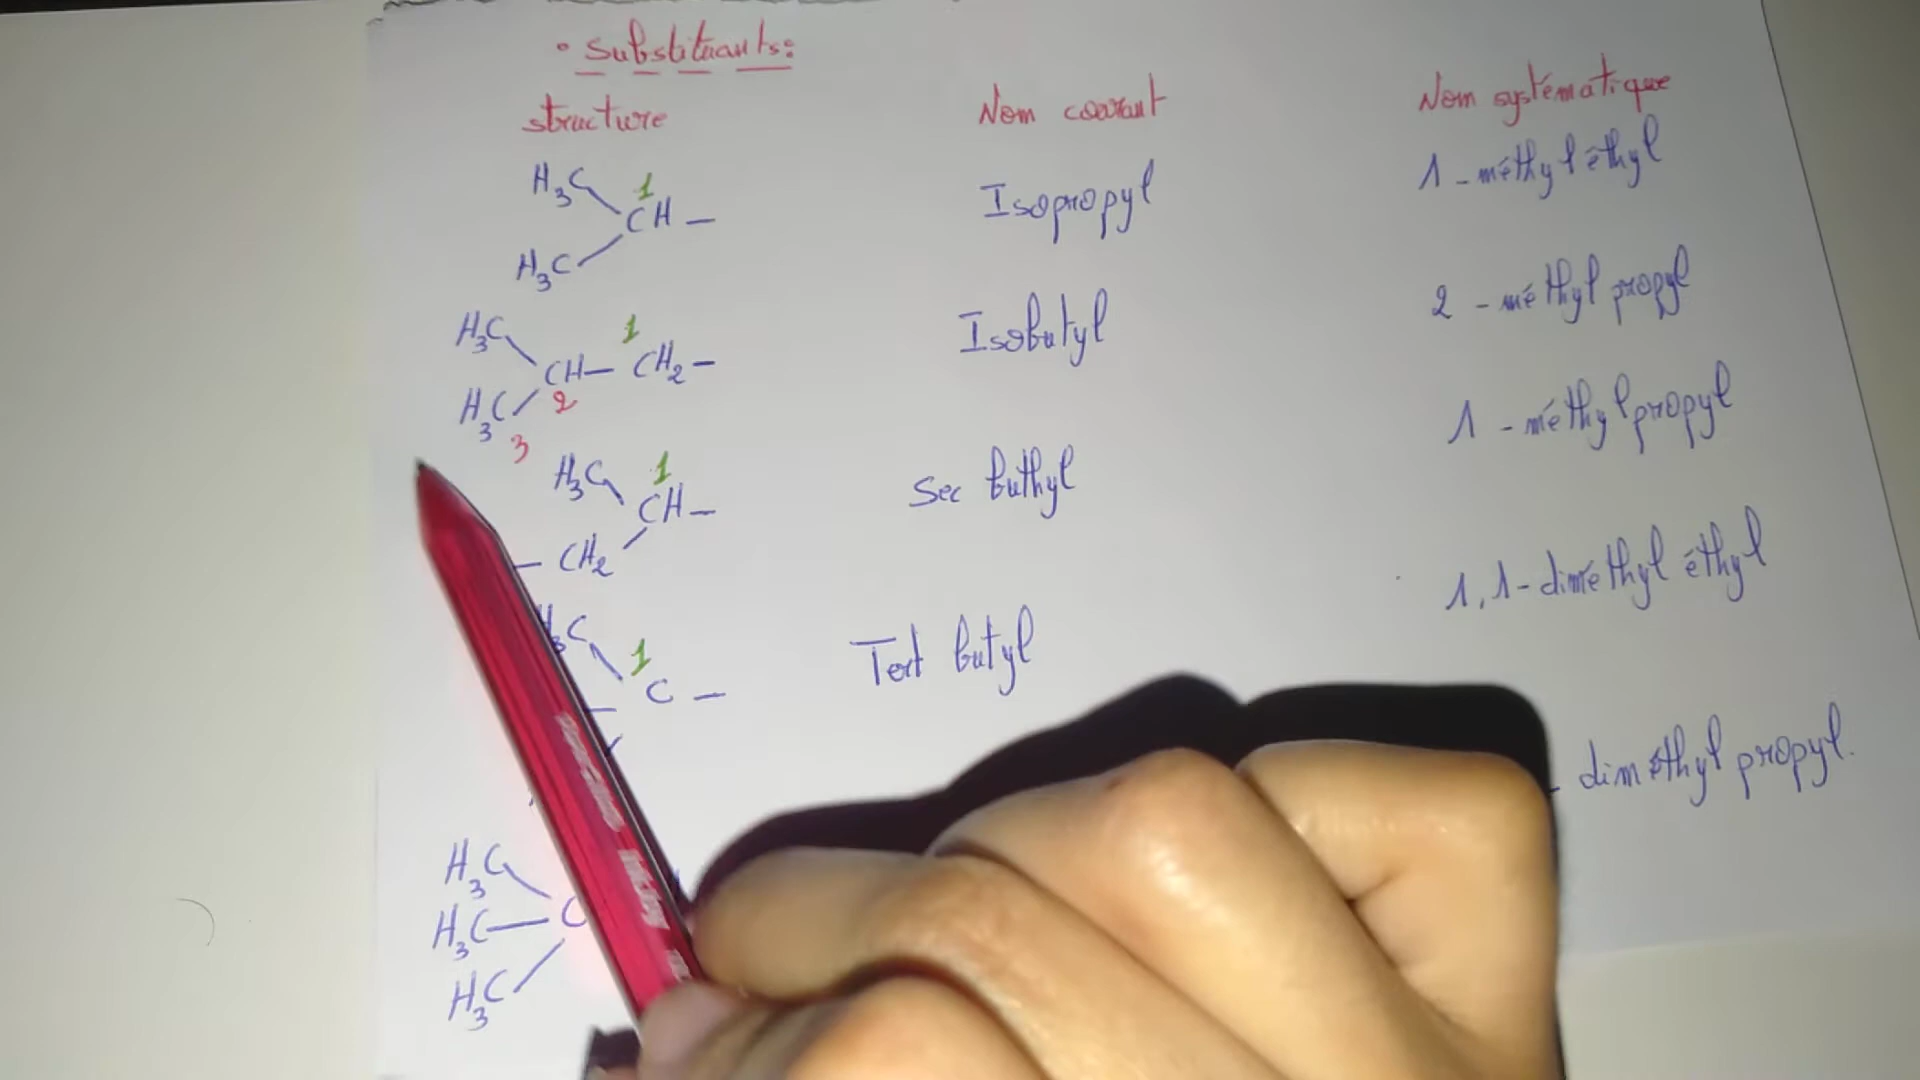 • Substituants:
structure Nom courant Nom systématique
H3C
1
CH —
H3C
Isopropyl 1 - méthyl éthyl
H3C
1
CH — CH2 —
H3C 2
3
Isobutyl 2 - méthyl propyl
H3C
1
CH —
— CH2
Sec buthyl 1 - méthyl propyl
H3C
1
C —
Tert butyl 1,1 - diméthyl éthyl
- diméthyl propyl.
H3C
H3C — C
H3C